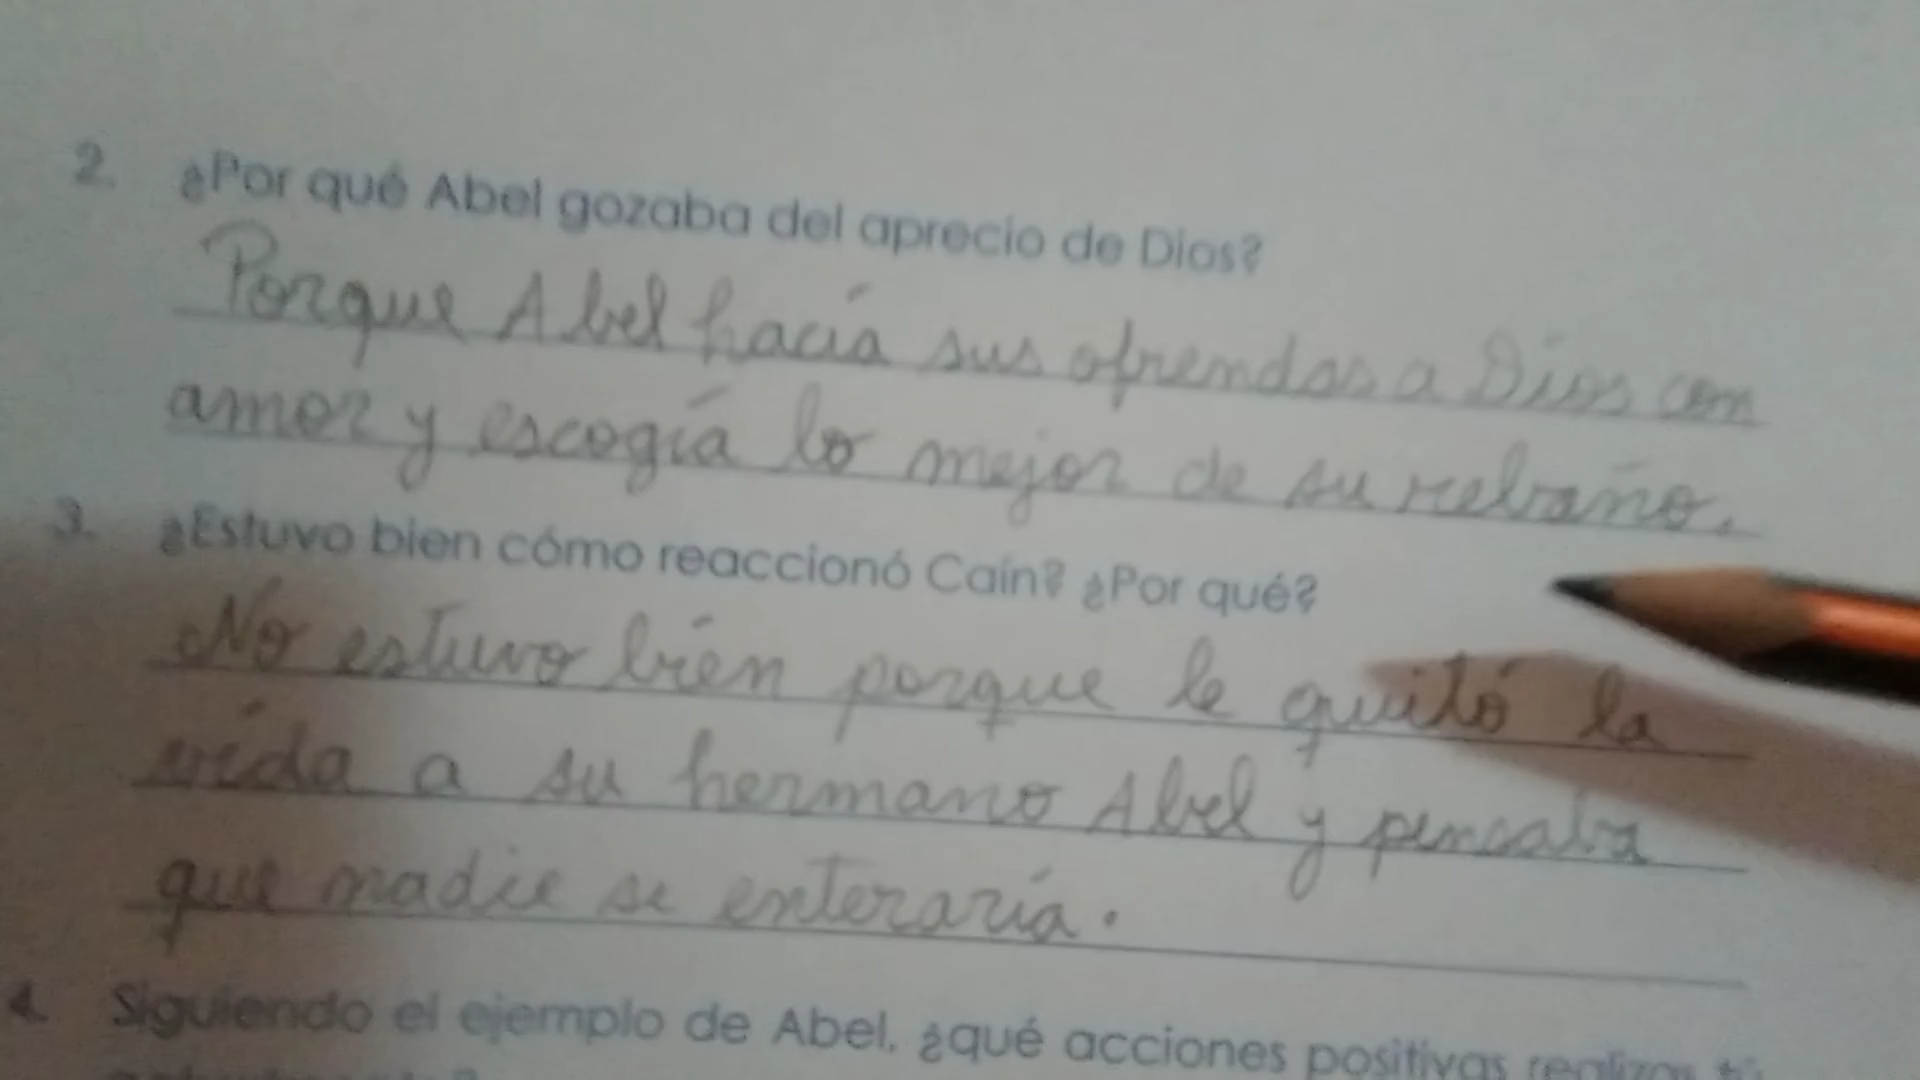 2. ¿Por qué Abel gozaba del aprecio de Dios?
Porque Abel hacía sus ofrendas a Dios con
amor y escogía lo mejor de su rebaño.
3. ¿Estuvo bien cómo reaccionó Caín? ¿Por qué?
No estuvo bien porque le quitó la
vida a su hermano Abel y pensaba
que nadie se enteraría.
4. Siguiendo el ejemplo de Abel, ¿qué acciones positivas realizas tú